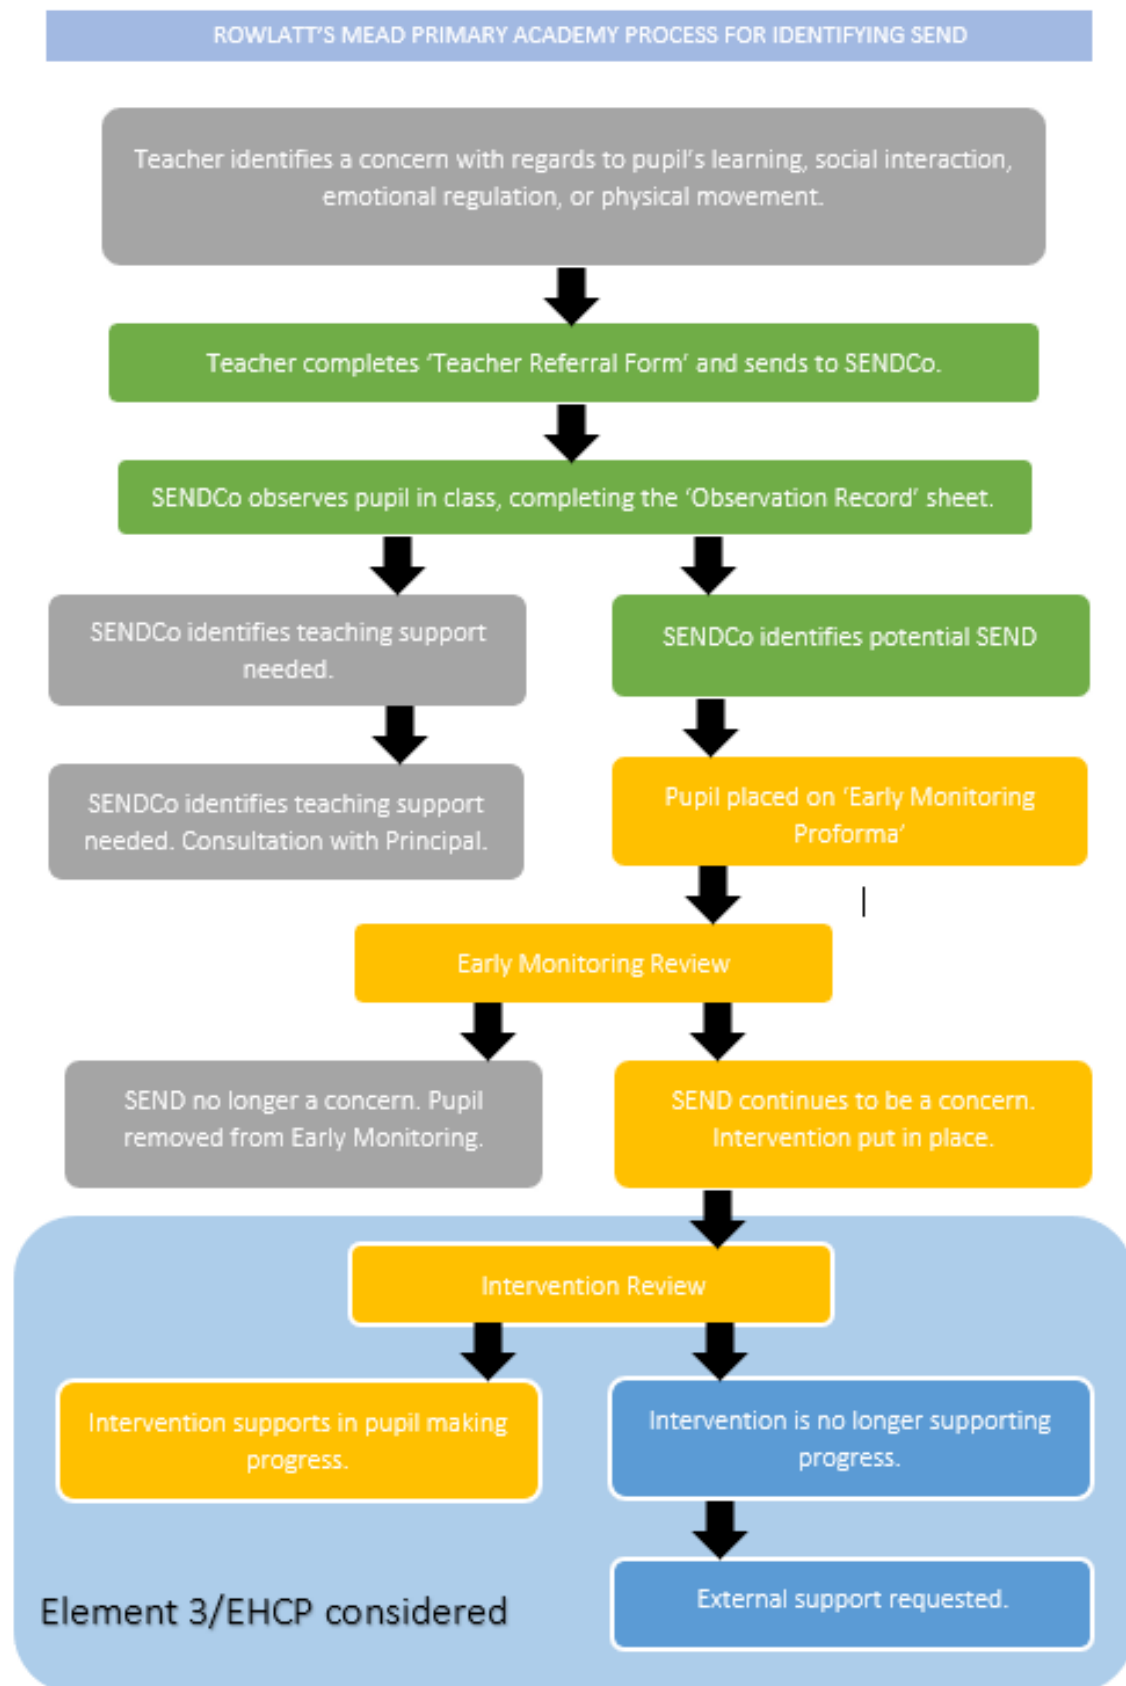 ROWLATT'S MEAD PRIMARY ACADEMY PROCESS FOR IDENTIFYING SEND
Teacher identifies a concern with regards to pupil's learning, social interaction,
emotional regulation, or physical movement.
Teacher completes 'Teacher Referral Form' and sends to SENDCo.
SENDCo observes pupil in class, completing the 'Observation Record' sheet.
SENDCo identifies teaching support
needed.
SENDCo identifies potential SEND
SENDCo identifies teaching support
needed. Consultation with Principal.
Pupil placed on 'Early Monitoring
Proforma'
Early Monitoring Review
SEND no longer a concern. Pupil
removed from Early Monitoring.
SEND continues to be a concern.
Intervention put in place.
Intervention Review
Intervention supports in pupil making
progress.
Intervention is no longer supporting
progress.
External support requested.
Element 3/EHCP considered